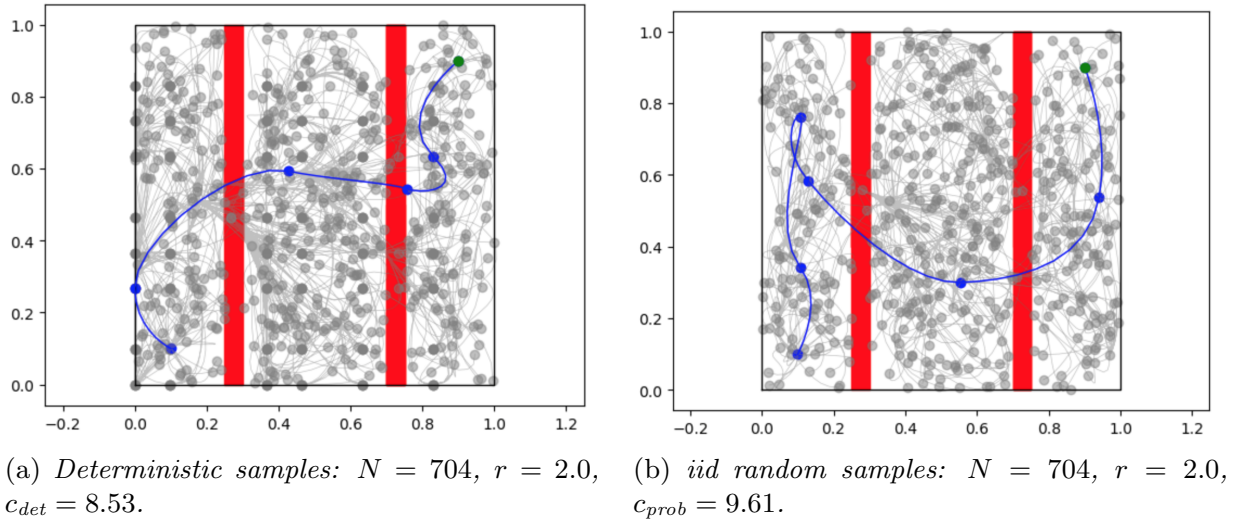 1.0
0.8
0.6
0.4
0.2
0.0
−0.2 0.0 0.2 0.4 0.6 0.8 1.0 1.2
(a) Deterministic samples: N = 704, r = 2.0,
c_det = 8.53.
1.0
0.8
0.6
0.4
0.2
0.0
−0.2 0.0 0.2 0.4 0.6 0.8 1.0 1.2
(b) iid random samples: N = 704, r = 2.0,
c_prob = 9.61.